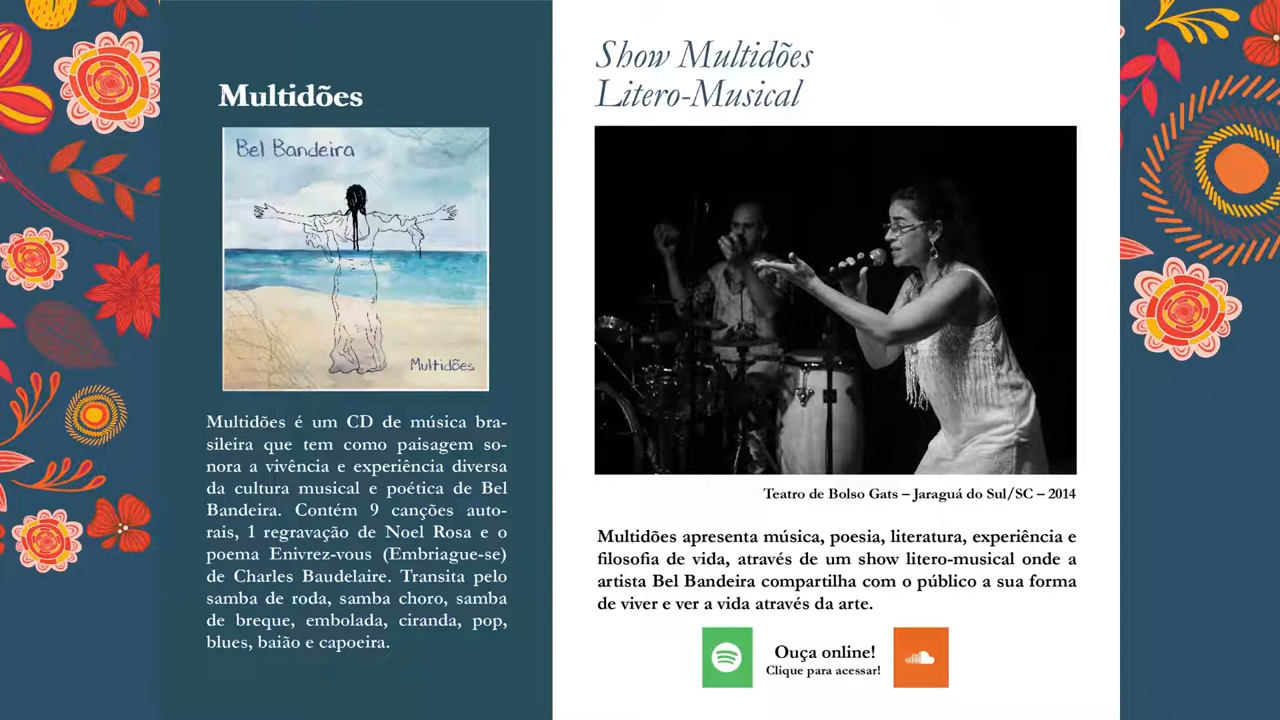 Multidões
Bel Bandeira
Multidões
Multidões é um CD de música bra-
sileira que tem como paisagem so-
nora a vivência e experiência diversa
da cultura musical e poética de Bel
Bandeira. Contém 9 canções auto-
rais, 1 regravação de Noel Rosa e o
poema Enivrez-vous (Embriague-se)
de Charles Baudelaire. Transita pelo
samba de roda, samba choro, samba
de breque, embolada, ciranda, pop,
blues, baião e capoeira.
Show Multidões
Litero-Musical
Teatro de Bolso Gats – Jaraguá do Sul/SC – 2014
Multidões apresenta música, poesia, literatura, experiência e
filosofia de vida, através de um show litero-musical onde a
artista Bel Bandeira compartilha com o público a sua forma
de viver e ver a vida através da arte.
Ouça online!
Clique para acessar!